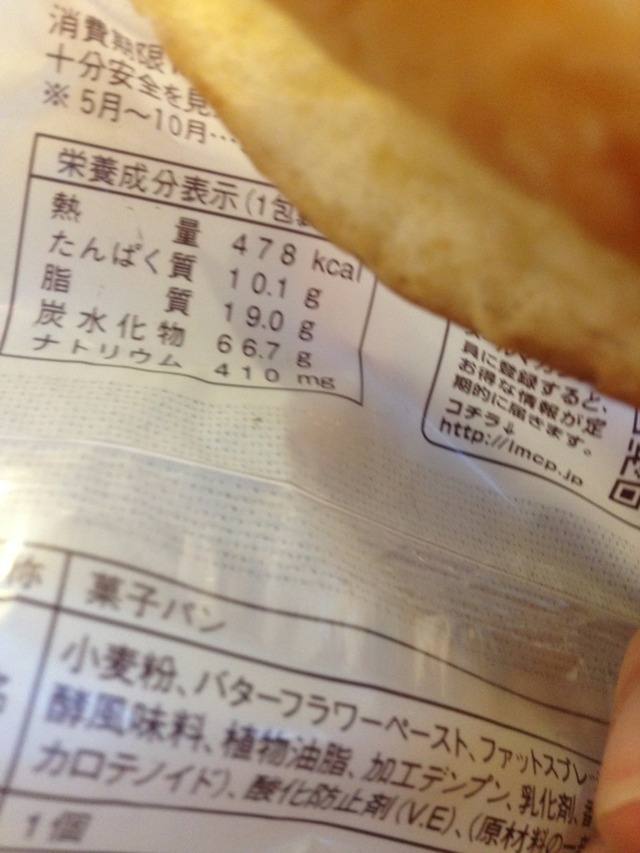 消費期限
十分安全を見
※5月～10月…
栄養成分表示(1包
熱量 478 kcal
たんぱく質 10.1 g
脂質 19.0 g
炭水化物 66.7 g
ナトリウム 410 mg
員に登録すると、
お得な情報が定
期的に届きます。
コチラ↓
http://lmcp.jp
称 菓子パン
小麦粉、バターフラワーペースト、ファットスプレ
酵風味料、植物油脂、加工デンプン、乳化剤、
カロテノイド)、酸化防止剤(V.E)、(原材料の一
1個